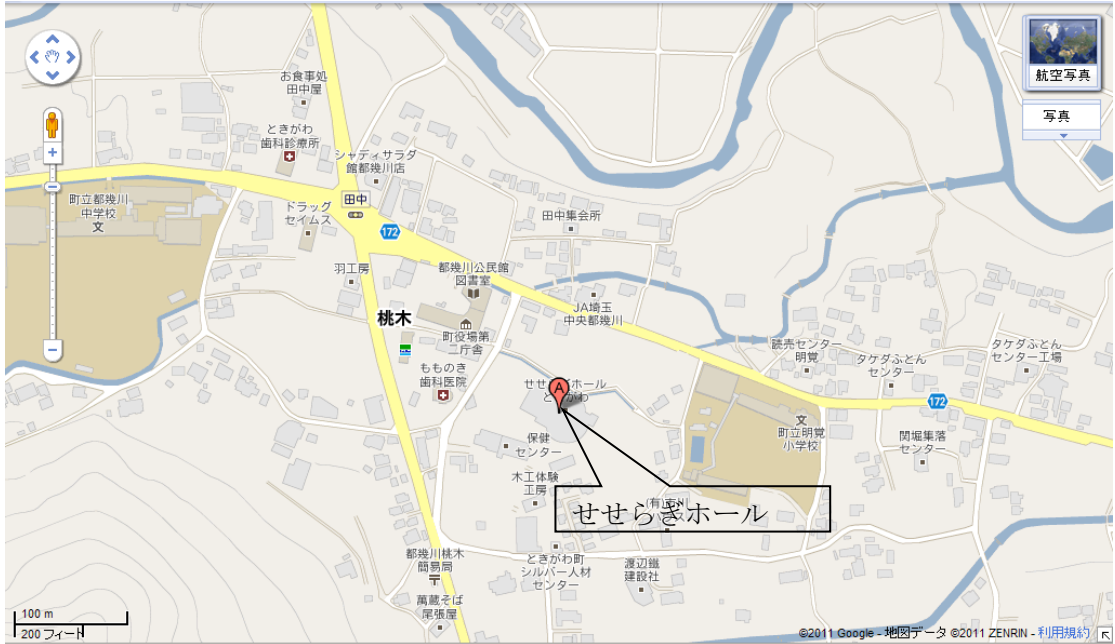 航空写真
写真
お食事処
田中屋
ときがわ
歯科診療所
シャディサラダ
館都幾川店
町立都幾川
中学校
文
ドラッグ
セイムス
田中
172
田中集会所
羽工房
都幾川公民館
図書室
桃木
JA埼玉
中央都幾川
町役場第
二庁舎
読売センター
明覚
タケダふとん
センター
タケダふとん
センター工場
もものき
歯科医院
せせらぎホール
A
172
文
町立明覚
小学校
保健
センター
関堀集落
センター
木工体験
工房
せせらぎホール
都幾川桃木
簡易局
〒
ときがわ町
シルバー人材
センター
渡辺鐵
建設社
萬蔵そば
尾張屋
100 m
200 フィート
©2011 Google - 地図データ ©2011 ZENRIN - 利用規約